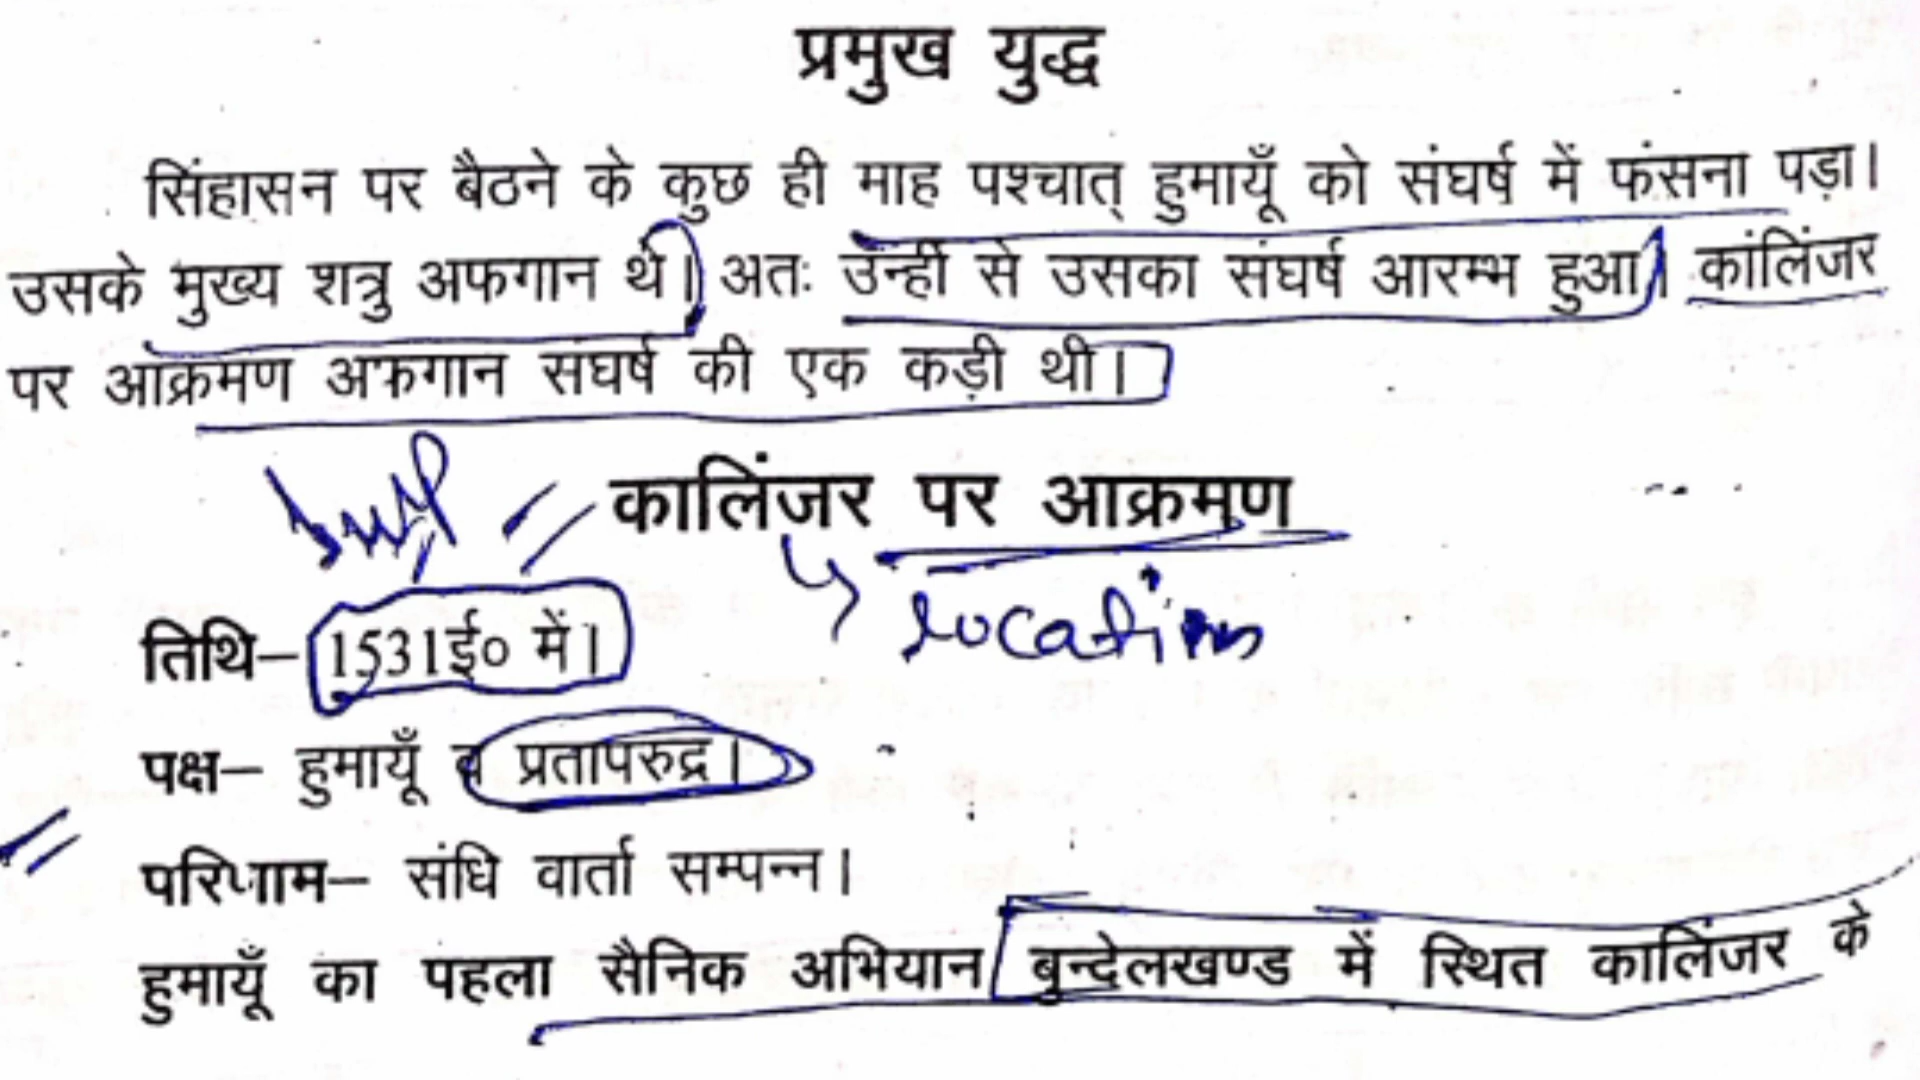 प्रमुख युद्ध
सिंहासन पर बैठने के कुछ ही माह पश्चात् हुमायूँ को संघर्ष में फंसना पड़ा।
उसके मुख्य शत्रु अफगान थे। अतः उन्हीं से उसका संघर्ष आरम्भ हुआ। कांलिंजर
पर आक्रमण अफगान संघर्ष की एक कड़ी थी।
Imp
कालिंजर पर आक्रमण
location
तिथि– 1531ई० में।
पक्ष– हुमायूँ व प्रतापरुद्र।
परिणाम– संधि वार्ता सम्पन्न।
हुमायूँ का पहला सैनिक अभियान बुन्देलखण्ड में स्थित कालिंजर के